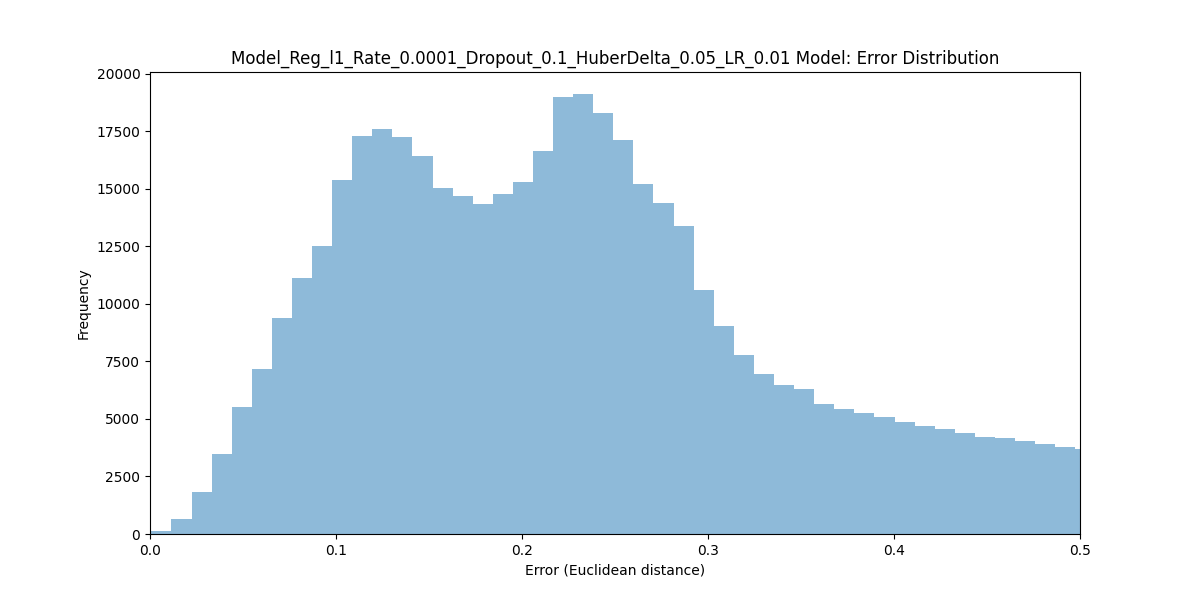 Model_Reg_l1_Rate_0.0001_Dropout_0.1_HuberDelta_0.05_LR_0.01 Model: Error Distribution
20000
17500
15000
12500
10000
7500
5000
2500
0
Frequency
0.0 0.1 0.2 0.3 0.4 0.5
Error (Euclidean distance)